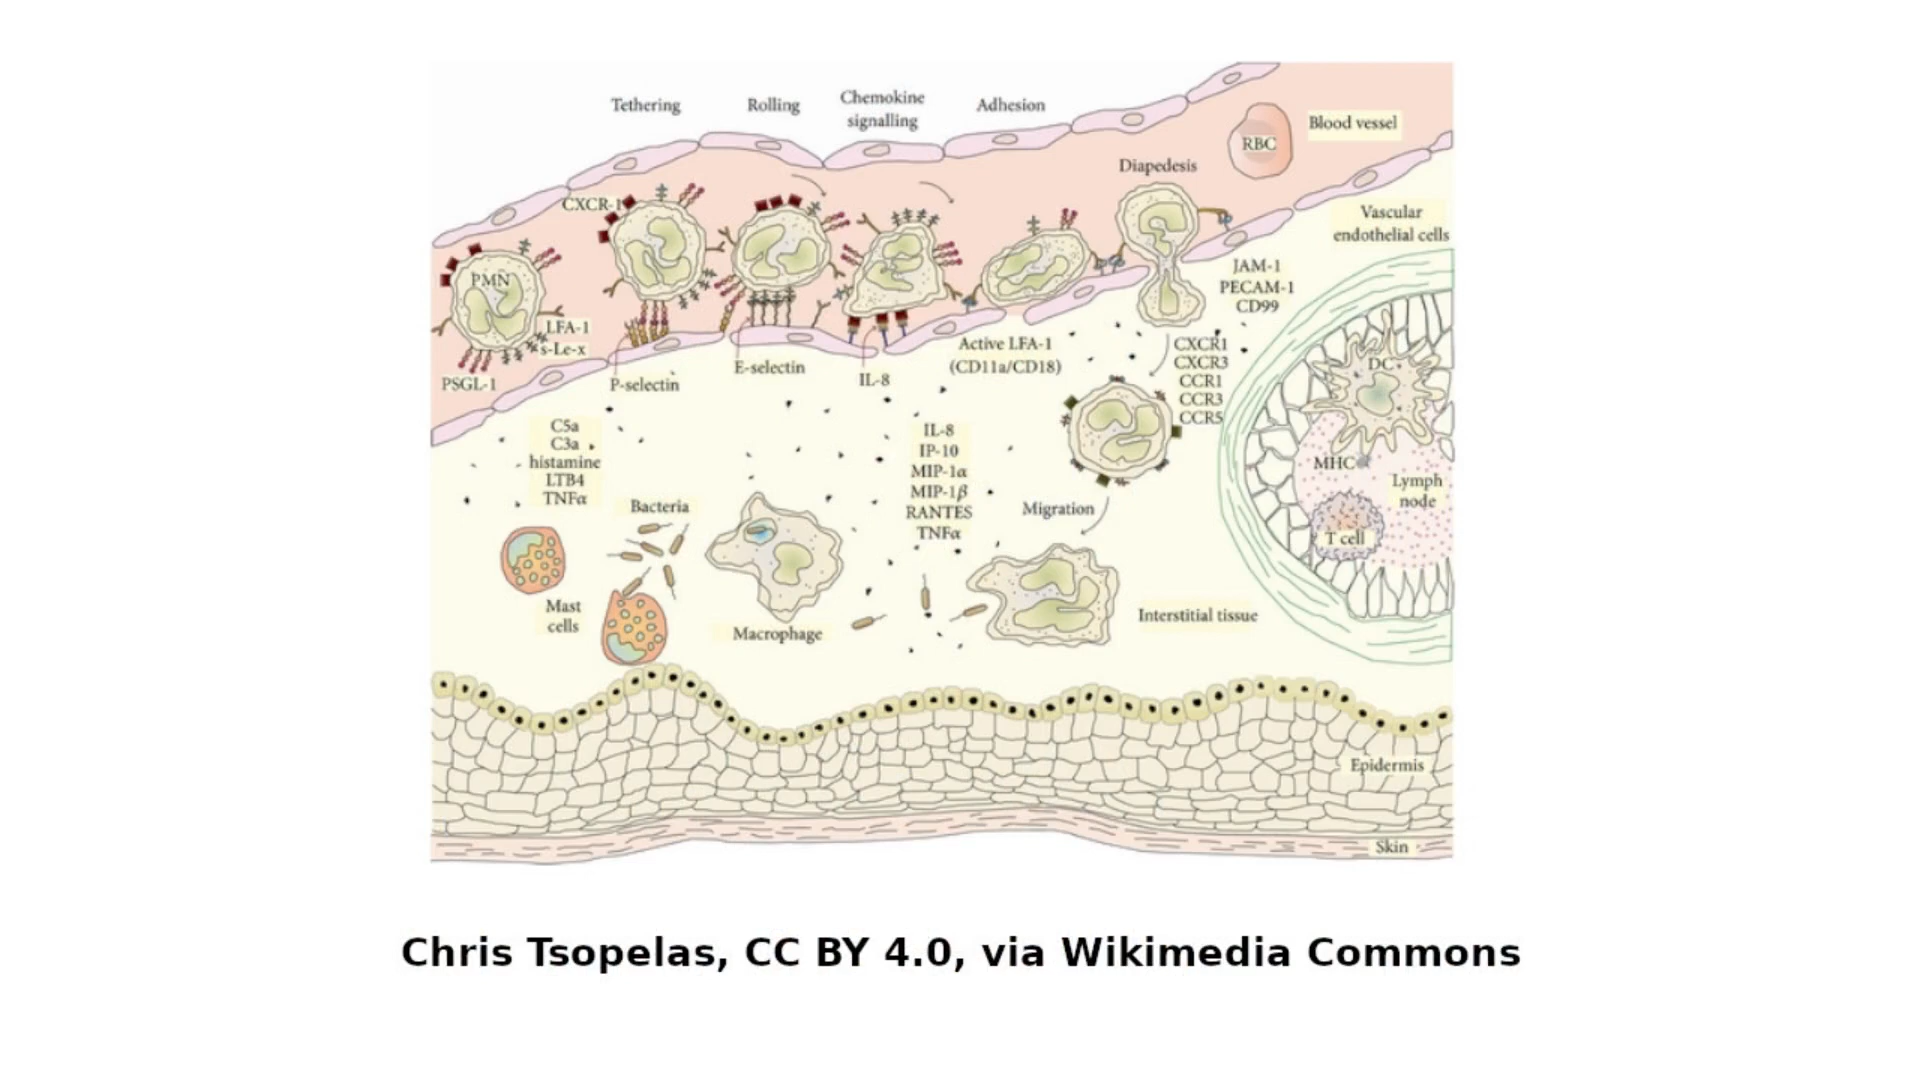 Tethering
Rolling
Chemokine
signalling
Adhesion
Blood vessel
RBC
Diapedesis
CXCR-1
Vascular
endothelial cells
PMN
JAM-1
PECAM-1
CD99
LFA-1
s-Le-x
PSGL-1
P-selectin
E-selectin
IL-8
Active LFA-1
(CD11a/CD18)
CXCR1
CXCR3
CCR1
CCR3
CCR5
DC
C5a
C3a
histamine
LTB4
TNFα
IL-8
IP-10
MIP-1α
MIP-1β
RANTES
TNFα
MHC
Lymph
node
T cell
Bacteria
Migration
Mast
cells
Macrophage
Interstitial tissue
Epidermis
Skin
Chris Tsopelas, CC BY 4.0, via Wikimedia Commons